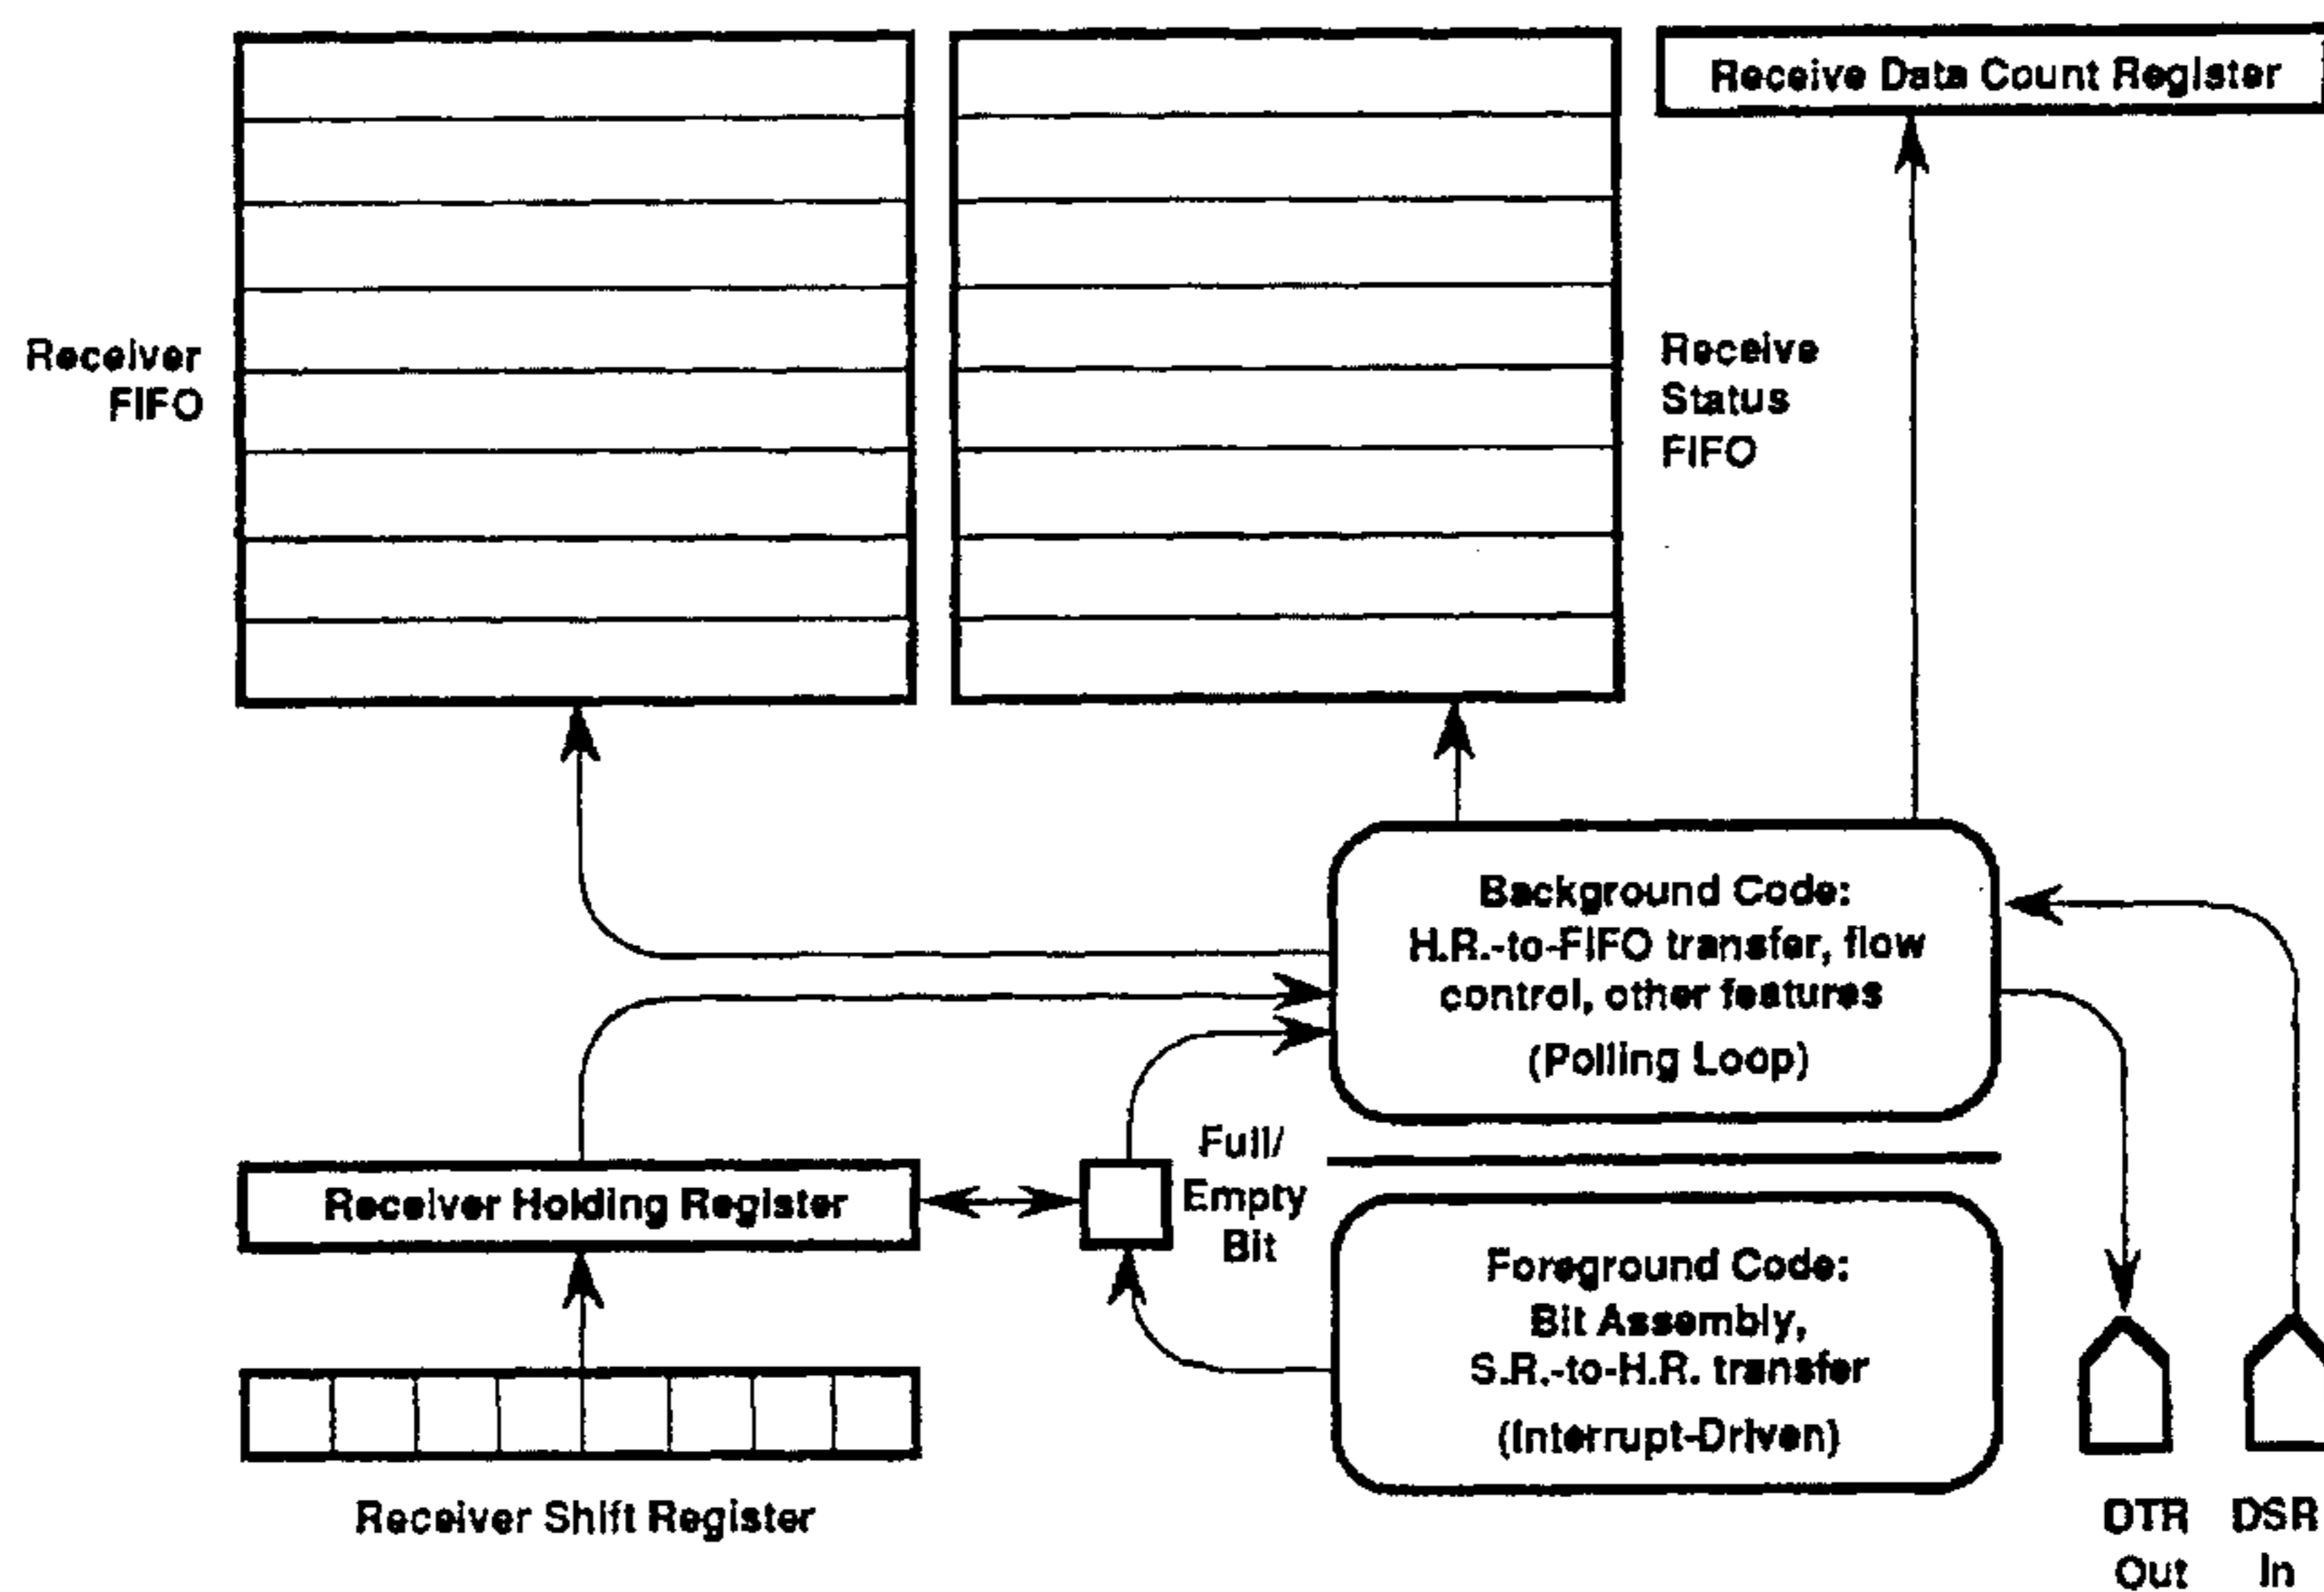 Receive Data Count Register
Receiver
FIFO
Receive
Status
FIFO
Background Code:
H.R.-to-FIFO transfer, flow
control, other features
(Polling Loop)
Full/
Empty
Bit
Receiver Holding Register
Foreground Code:
Bit Assembly,
S.R.-to-H.R. transfer
(Interrupt-Driven)
Receiver Shift Register
DTR
Out
DSR
In